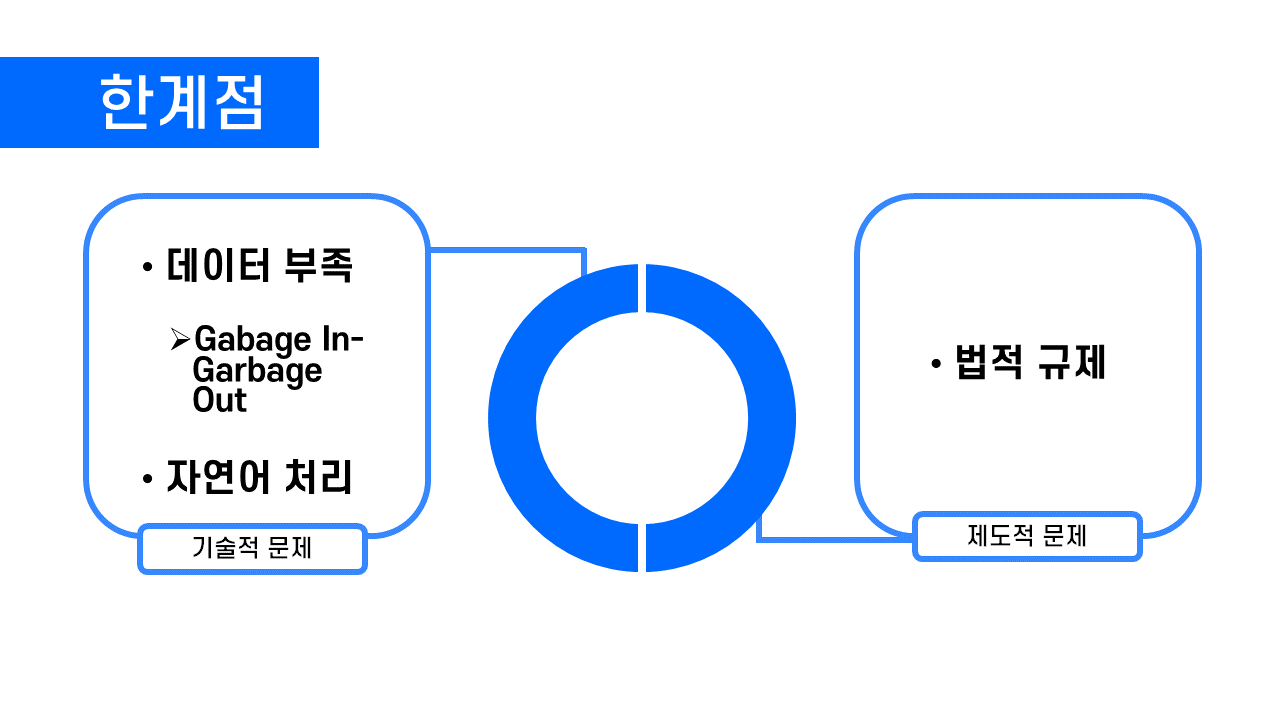 한계점
• 데이터 부족
➢Gabage In-
Garbage
Out
• 자연어 처리
기술적 문제
• 법적 규제
제도적 문제